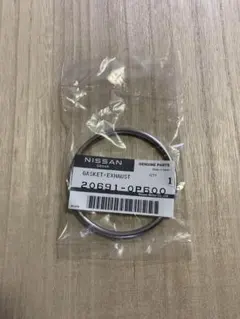 NISSAN
GENUINE PARTS
GASKET-EXHAUST
20691-0P600
1